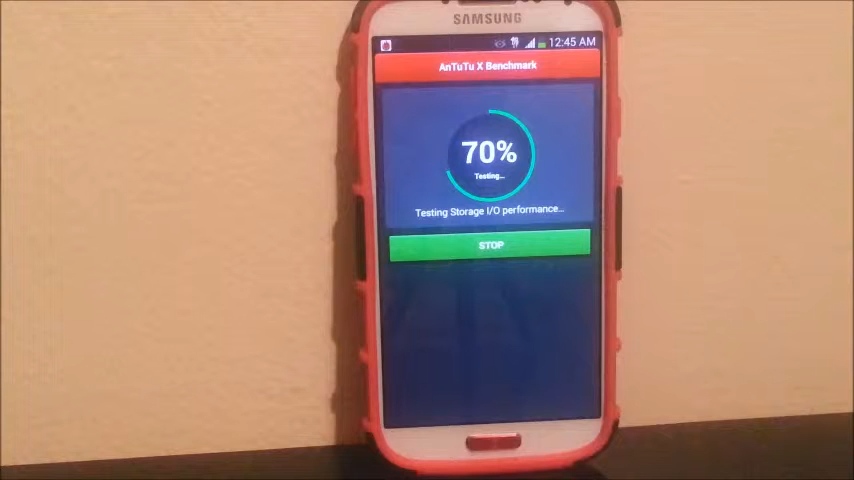 SAMSUNG
12:45 AM
AnTuTu X Benchmark
70%
Testing...
Testing Storage I/O performance...
STOP